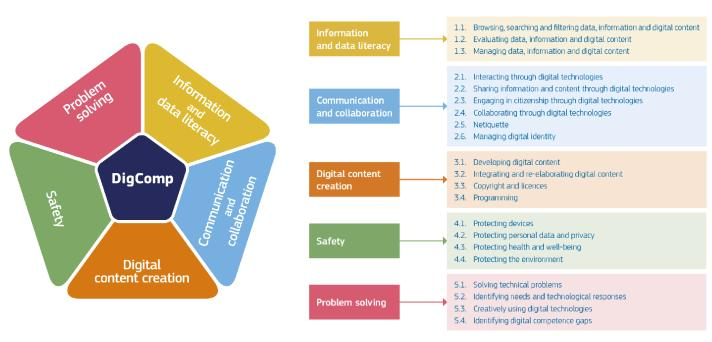 Problem
solving
Information
and
data literacy
DigComp
Safety
Communication
and
collaboration
Digital
content creation
Information
and data literacy
1.1. Browsing, searching and filtering data, information and digital content
1.2. Evaluating data, information and digital content
1.3. Managing data, information and digital content
Communication
and collaboration
2.1. Interacting through digital technologies
2.2. Sharing information and content through digital technologies
2.3. Engaging in citizenship through digital technologies
2.4. Collaborating through digital technologies
2.5. Netiquette
2.6. Managing digital identity
Digital content
creation
3.1. Developing digital content
3.2. Integrating and re-elaborating digital content
3.3. Copyright and licences
3.4. Programming
Safety
4.1. Protecting devices
4.2. Protecting personal data and privacy
4.3. Protecting health and well-being
4.4. Protecting the environment
Problem solving
5.1. Solving technical problems
5.2. Identifying needs and technological responses
5.3. Creatively using digital technologies
5.4. Identifying digital competence gaps